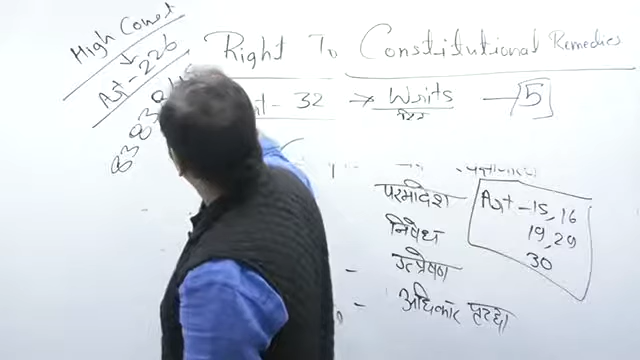 High Court
Art-226
Right To Constitutional Remedies
- 32 → Writs — 5
रिट
परमादेश
निषेध
उत्प्रेषण
अधिकार पृच्छा
Art-15, 16
19, 29
30